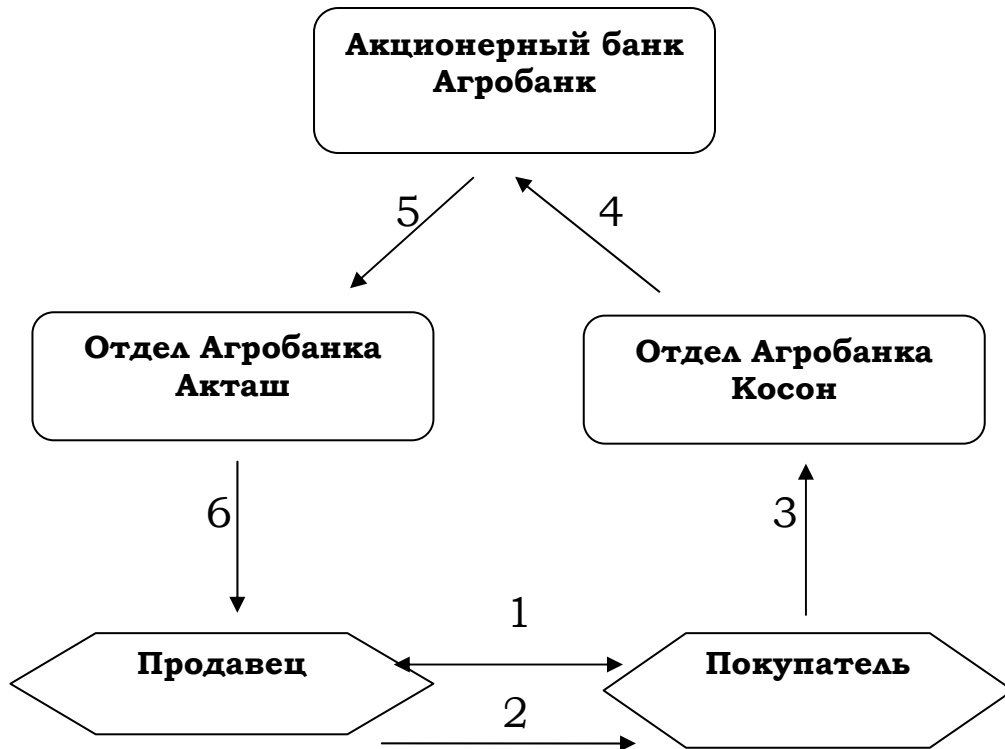 Акционерный банк
Агробанк
5
4
Отдел Агробанка
Акташ
Отдел Агробанка
Косон
6
3
1
Продавец
Покупатель
2